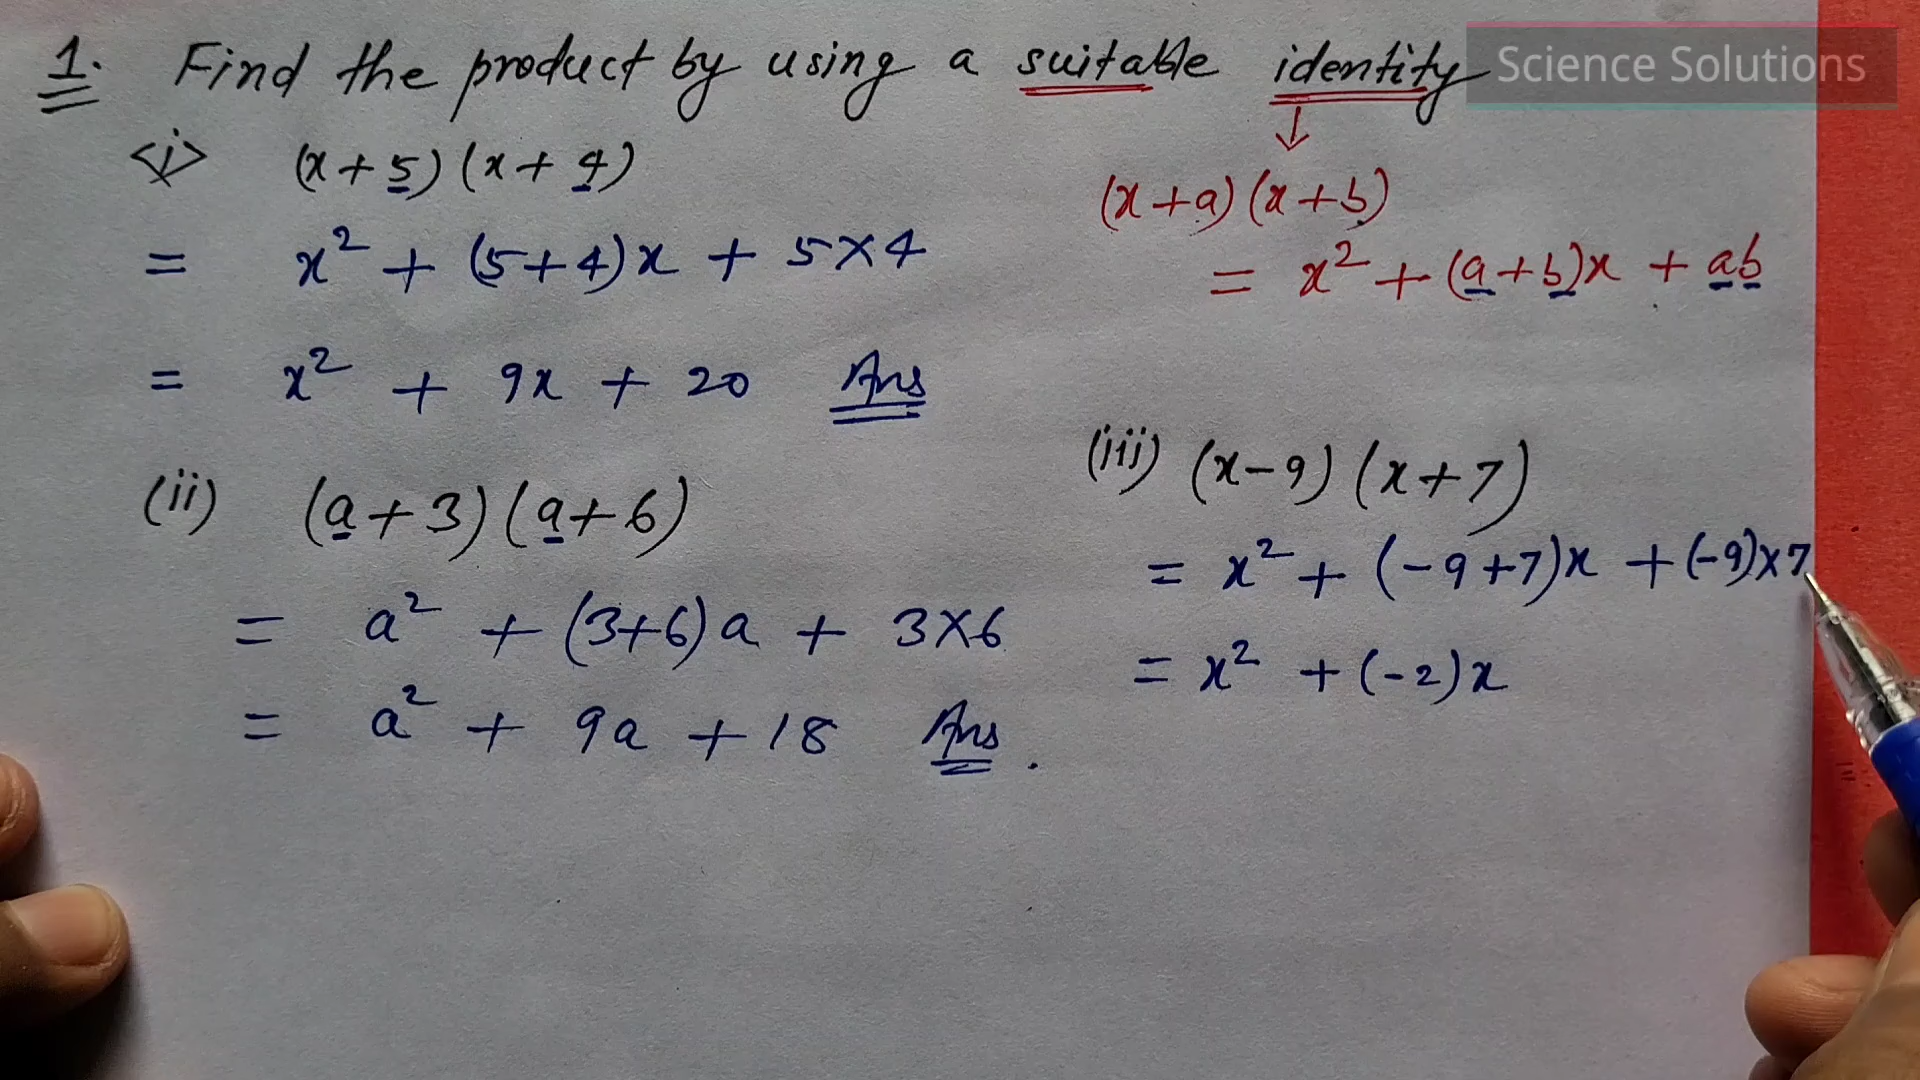 1. Find the product by using a suitable identity
Science Solutions
<i> (x + 5) (x + 4)
= x² + (5+4)x + 5×4
= x² + 9x + 20 Ans
↓
(x+a) (x+b)
= x² + (a+b)x + ab
(ii) (a+3) (a+6)
= a² + (3+6)a + 3×6
= a² + 9a + 18 Ans.
(iii) (x-9) (x+7)
= x² + (-9+7)x + (-9)×7
= x² + (-2)x